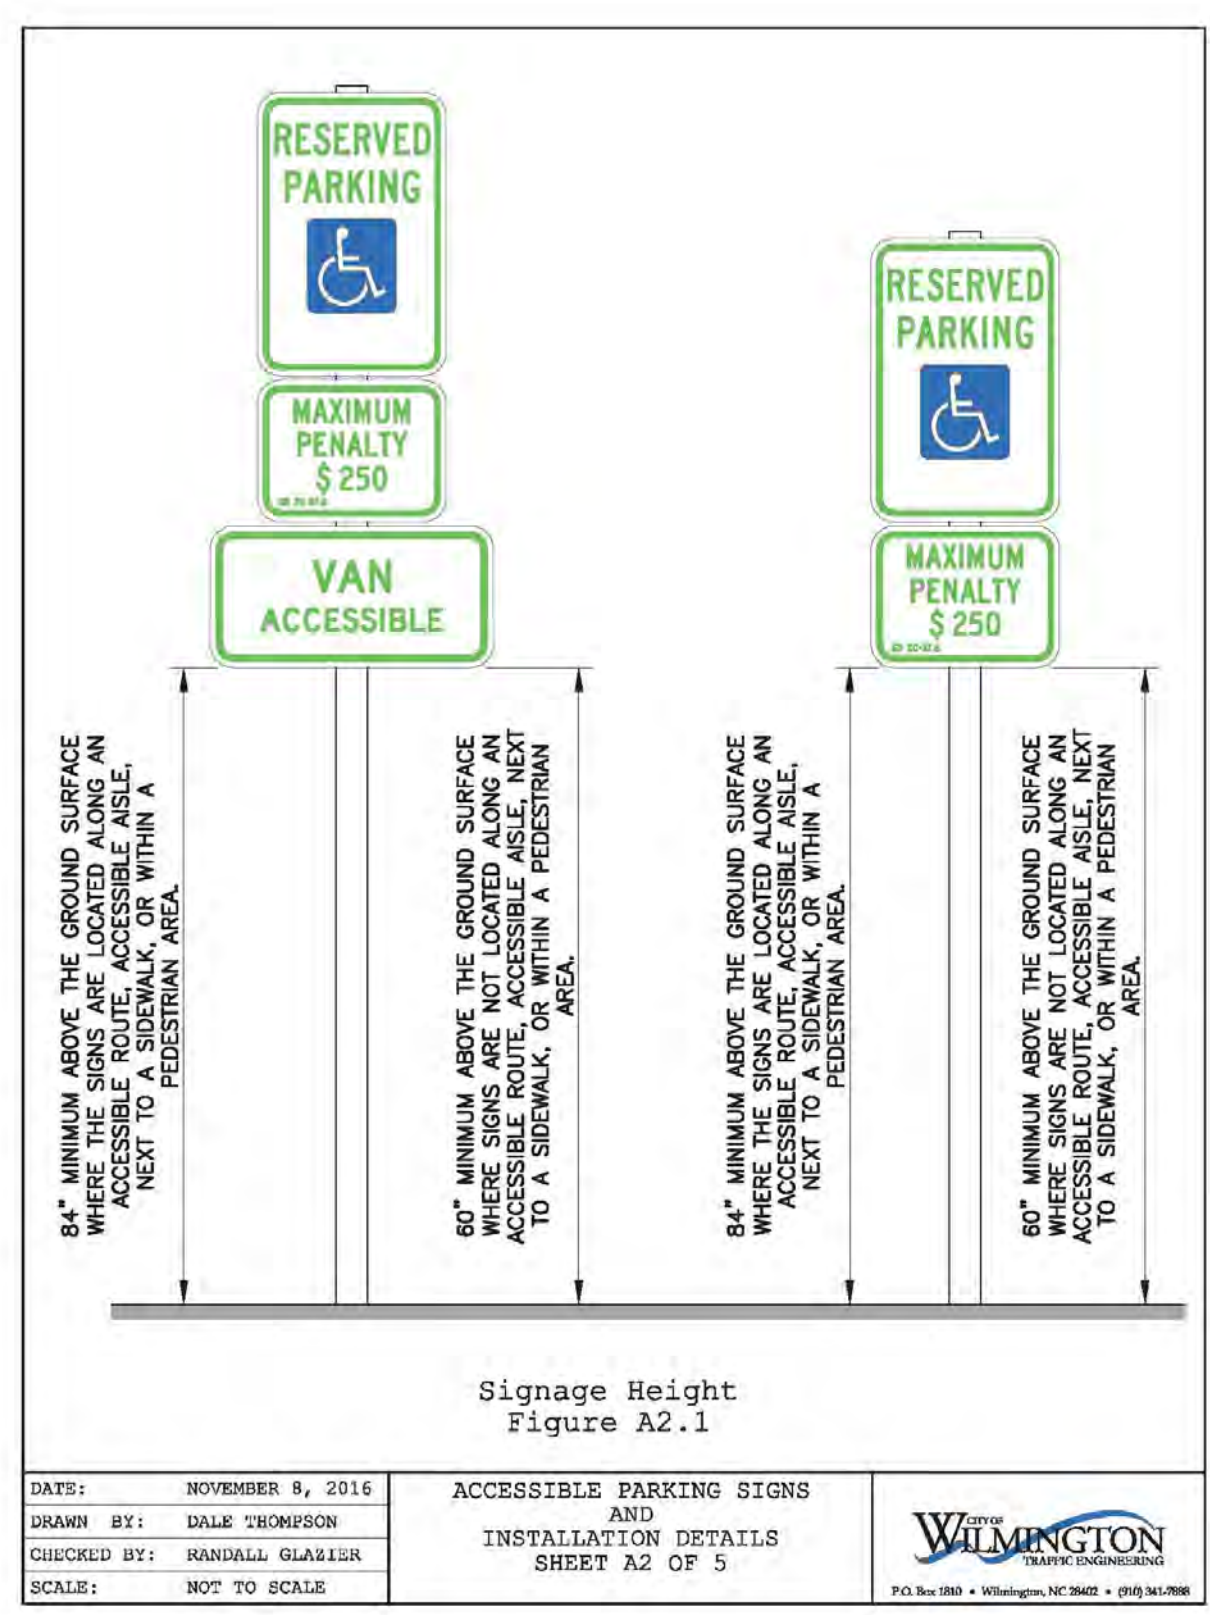 RESERVED
PARKING
MAXIMUM
PENALTY
$ 250
VAN
ACCESSIBLE
RESERVED
PARKING
MAXIMUM
PENALTY
$ 250
84" MINIMUM ABOVE THE GROUND SURFACE
WHERE THE SIGNS ARE LOCATED ALONG AN
ACCESSIBLE ROUTE, ACCESSIBLE AISLE,
NEXT TO A SIDEWALK, OR WITHIN A
PEDESTRIAN AREA.
60" MINIMUM ABOVE THE GROUND SURFACE
WHERE SIGNS ARE NOT LOCATED ALONG AN
ACCESSIBLE ROUTE, ACCESSIBLE AISLE, NEXT
TO A SIDEWALK, OR WITHIN A PEDESTRIAN
AREA.
84" MINIMUM ABOVE THE GROUND SURFACE
WHERE THE SIGNS ARE LOCATED ALONG AN
ACCESSIBLE ROUTE, ACCESSIBLE AISLE,
NEXT TO A SIDEWALK, OR WITHIN A
PEDESTRIAN AREA.
60" MINIMUM ABOVE THE GROUND SURFACE
WHERE SIGNS ARE NOT LOCATED ALONG AN
ACCESSIBLE ROUTE, ACCESSIBLE AISLE, NEXT
TO A SIDEWALK, OR WITHIN A PEDESTRIAN
AREA.
Signage Height
Figure A2.1
DATE: NOVEMBER 8, 2016
DRAWN BY: DALE THOMPSON
CHECKED BY: RANDALL GLAZIER
SCALE: NOT TO SCALE
ACCESSIBLE PARKING SIGNS
AND
INSTALLATION DETAILS
SHEET A2 OF 5
CITY OF
WILMINGTON
TRAFFIC ENGINEERING
P.O. Box 1810 • Wilmington, NC 28402 • (910) 341-7888